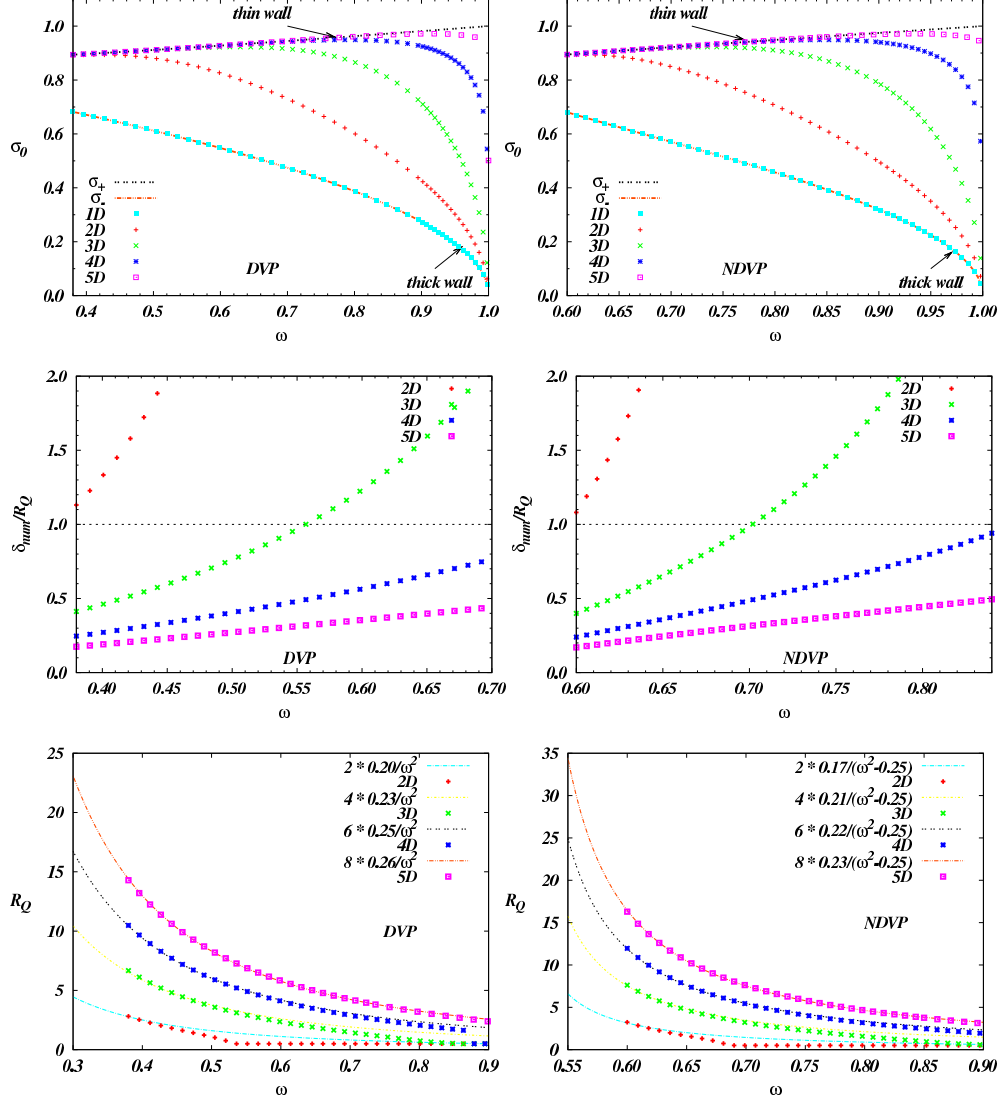 thin wall
1.0
0.8
0.6
0.4
0.2
0.0
σ0
σ+
σ-
1D
2D
3D
4D
5D
DVP
thick wall
0.4 0.5 0.6 0.7 0.8 0.9 1.0
ω
thin wall
1.0
0.8
0.6
0.4
0.2
0.0
σ0
σ+
σ-
1D
2D
3D
4D
5D
NDVP
thick wall
0.60 0.65 0.70 0.75 0.80 0.85 0.90 0.95 1.00
ω
2.0
1.5
1.0
0.5
0.0
δnum/RQ
2D
3D
4D
5D
DVP
0.40 0.45 0.50 0.55 0.60 0.65 0.70
ω
2.0
1.5
1.0
0.5
0.0
δnum/RQ
2D
3D
4D
5D
NDVP
0.60 0.65 0.70 0.75 0.80
ω
25
20
15
10
5
0
RQ
2 * 0.20/ω2
2D
4 * 0.23/ω2
3D
6 * 0.25/ω2
4D
8 * 0.26/ω2
5D
DVP
0.3 0.4 0.5 0.6 0.7 0.8 0.9
ω
35
30
25
20
15
10
5
0
RQ
2 * 0.17/(ω2-0.25)
2D
4 * 0.21/(ω2-0.25)
3D
6 * 0.22/(ω2-0.25)
4D
8 * 0.23/(ω2-0.25)
5D
NDVP
0.55 0.60 0.65 0.70 0.75 0.80 0.85 0.90
ω